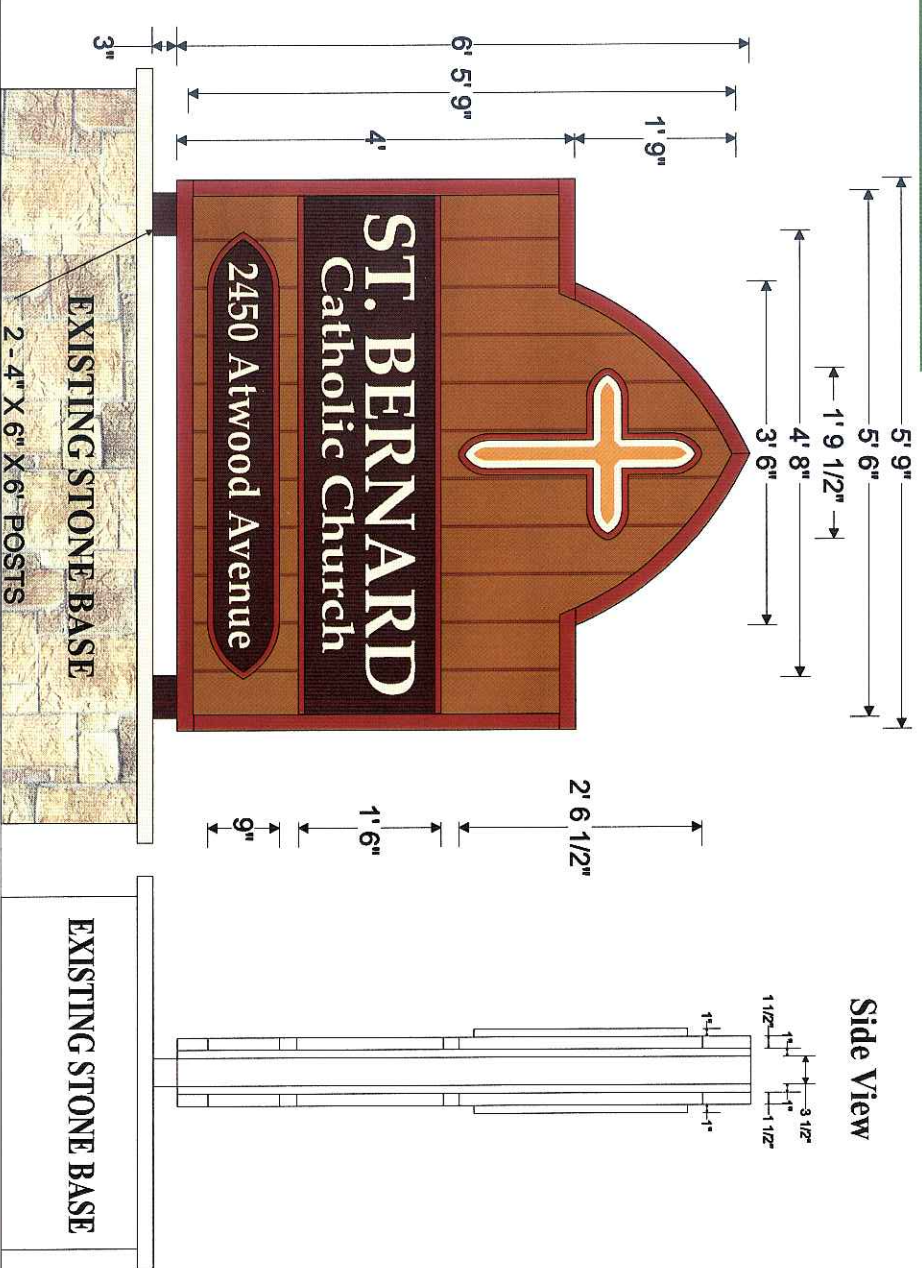 5' 9"
5' 6"
4' 8"
1' 9 1/2"
3' 6"
6'
5' 9"
1' 9"
4'
3"
ST. BERNARD
Catholic Church
2450 Atwood Avenue
2' 6 1/2"
1' 6"
9"
EXISTING STONE BASE
2 - 4" X 6" X 6' POSTS
Side View
3 1/2"
1"
1"
1 1/2"
1 1/2"
1"
1"
EXISTING STONE BASE